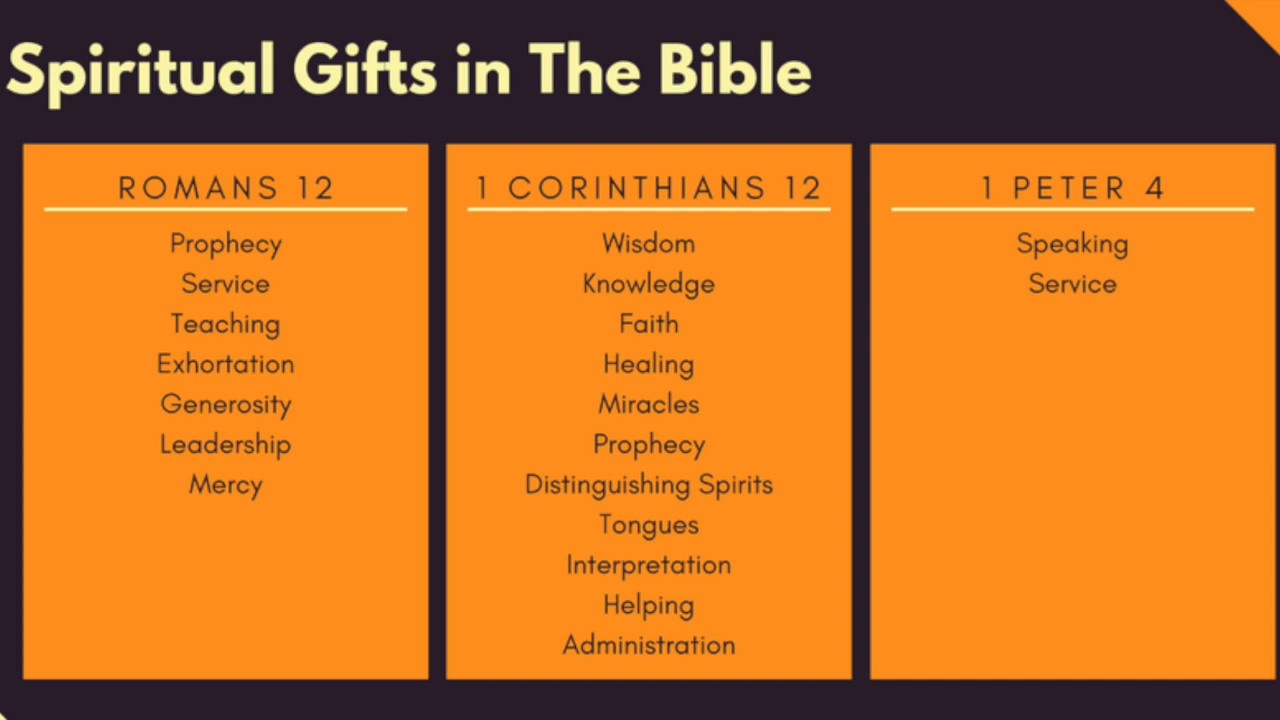 Spiritual Gifts in The Bible
ROMANS 12
Prophecy
Service
Teaching
Exhortation
Generosity
Leadership
Mercy
1 CORINTHIANS 12
Wisdom
Knowledge
Faith
Healing
Miracles
Prophecy
Distinguishing Spirits
Tongues
Interpretation
Helping
Administration
1 PETER 4
Speaking
Service